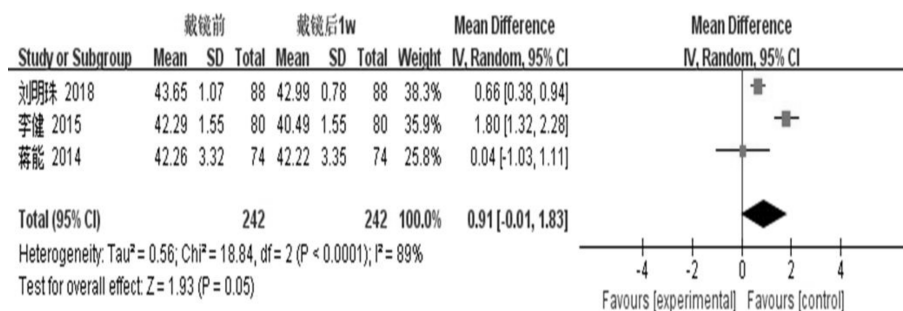 戴镜前 戴镜后1w Mean Difference Mean Difference
Study or Subgroup Mean SD Total Mean SD Total Weight IV, Random, 95% CI IV, Random, 95% CI
刘明珠 2018 43.65 1.07 88 42.99 0.78 88 38.3% 0.66 [0.38, 0.94]
李健 2015 42.29 1.55 80 40.49 1.55 80 35.9% 1.80 [1.32, 2.28]
蒋能 2014 42.26 3.32 74 42.22 3.35 74 25.8% 0.04 [-1.03, 1.11]
Total (95% CI) 242 242 100.0% 0.91 [-0.01, 1.83]
Heterogeneity: Tau² = 0.56; Chi² = 18.84, df = 2 (P < 0.0001); I² = 89%
Test for overall effect: Z = 1.93 (P = 0.05)
-4 -2 0 2 4
Favours [experimental] Favours [control]